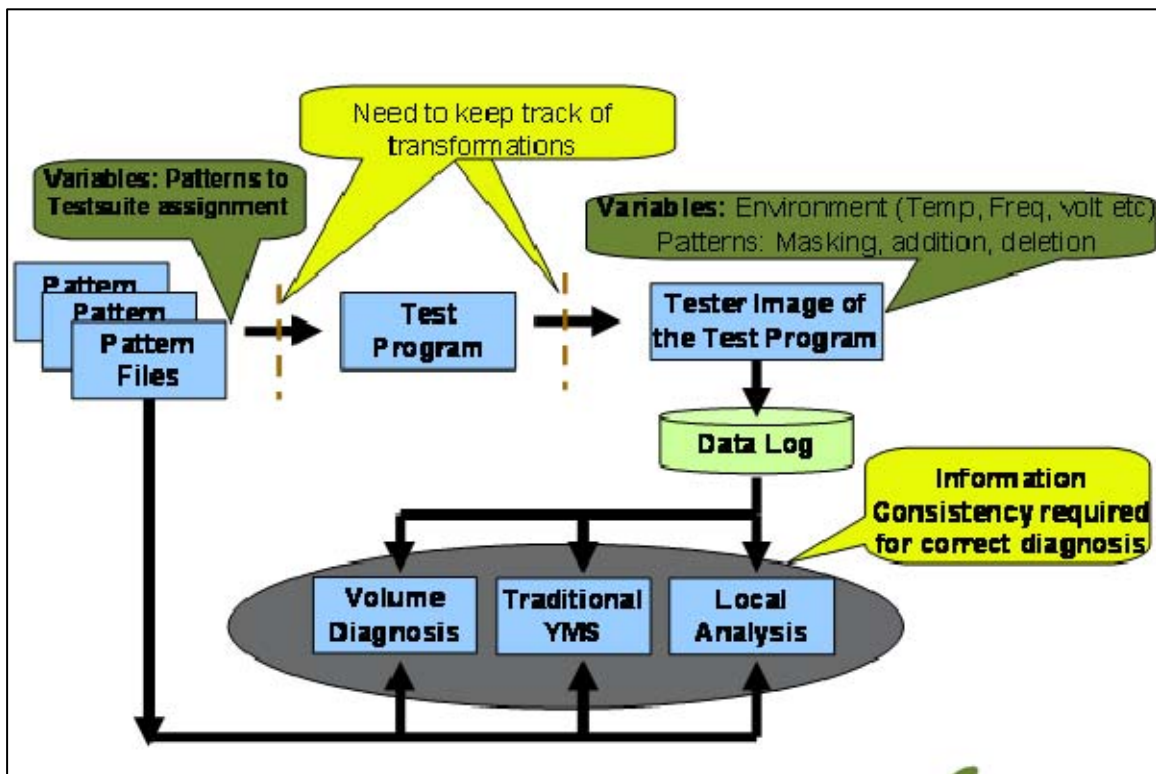 Need to keep track of
transformations
Variables: Patterns to
Testsuite assignment
Variables: Environment (Temp, Freq, volt etc)
Patterns: Masking, addition, deletion
Pattern
Pattern
Pattern
Files
Test
Program
Tester Image of
the Test Program
Data Log
Information
Consistency required
for correct diagnosis
Volume
Diagnosis
Traditional
YMS
Local
Analysis